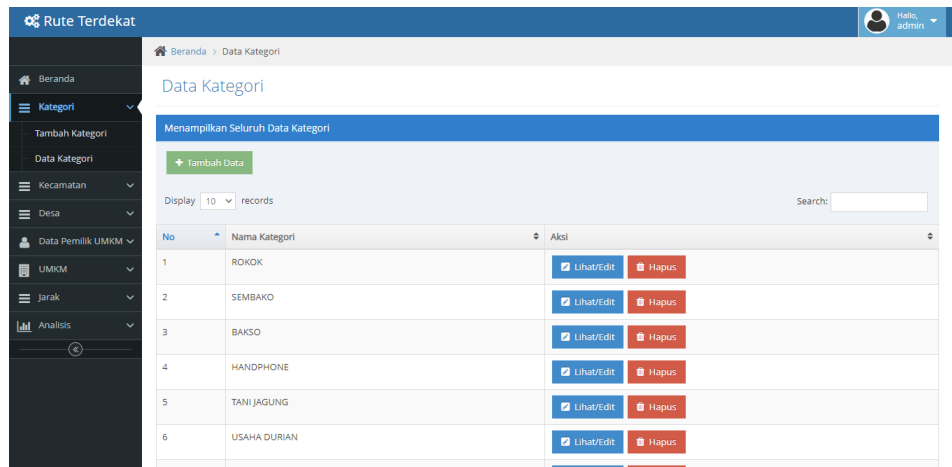 Rute Terdekat
Hallo,
admin
Beranda > Data Kategori
Beranda
Kategori
Tambah Kategori
Data Kategori
Kecamatan
Desa
Data Pemilik UMKM
UMKM
Jarak
Analisis
Data Kategori
Menampilkan Seluruh Data Kategori
+ Tambah Data
Display 10 records
Search:
No Nama Kategori Aksi
1 ROKOK Lihat/Edit Hapus
2 SEMBAKO Lihat/Edit Hapus
3 BAKSO Lihat/Edit Hapus
4 HANDPHONE Lihat/Edit Hapus
5 TANI JAGUNG Lihat/Edit Hapus
6 USAHA DURIAN Lihat/Edit Hapus